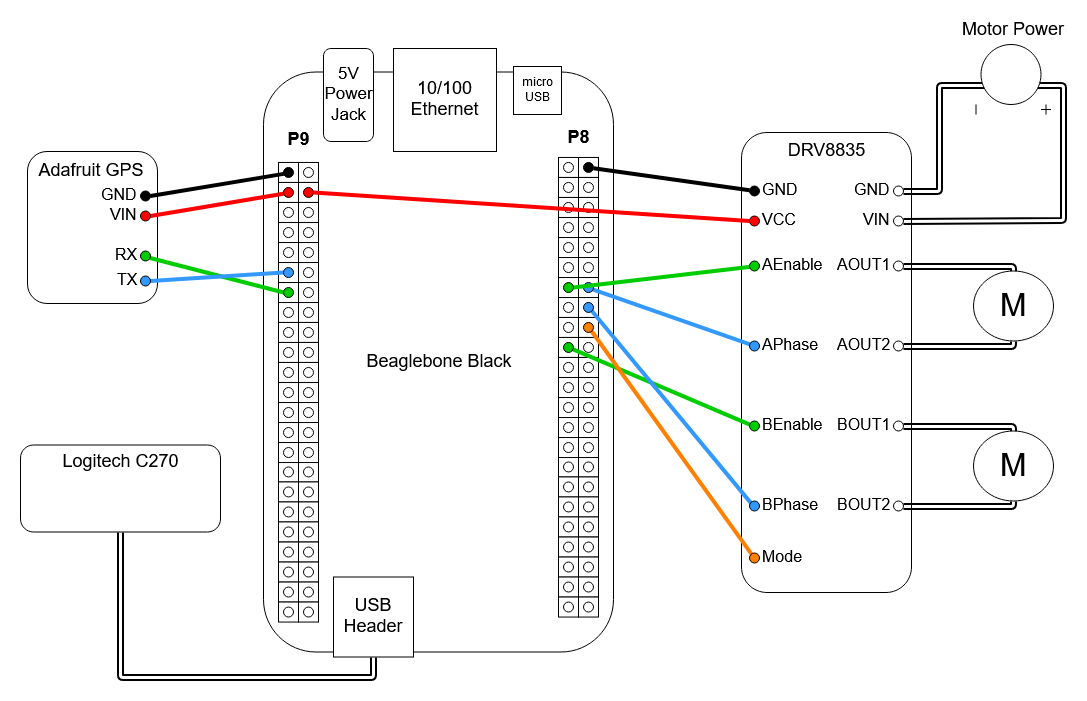 Motor Power
5V
Power
Jack
10/100
Ethernet
micro
USB
P9
P8
-
+
Adafruit GPS
GND
VIN
RX
TX
DRV8835
GND
GND
VCC
VIN
AEnable
AOUT1
M
APhase
AOUT2
Beaglebone Black
BEnable
BOUT1
M
BPhase
BOUT2
Mode
Logitech C270
USB
Header